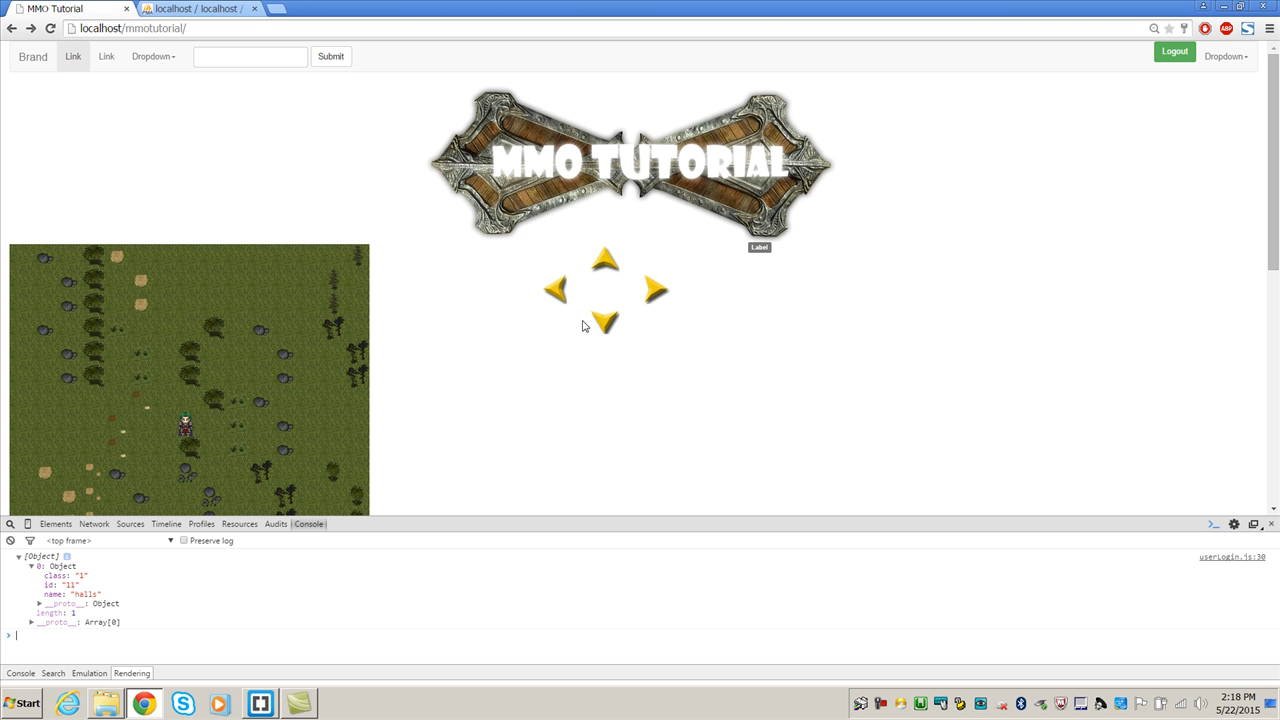 MMO Tutorial
localhost / localhost /
localhost/mmotutorial/
Brand Link Link Dropdown Submit Logout Dropdown
MMO TUTORIAL
Label
Elements Network Sources Timeline Profiles Resources Audits Console
<top frame> Preserve log
[Object] userLogin.js:30
0: Object
class: "1"
id: "11"
name: "halls"
__proto__: Object
length: 1
__proto__: Array[0]
>
Console Search Emulation Rendering
Start 2:18 PM
5/22/2015